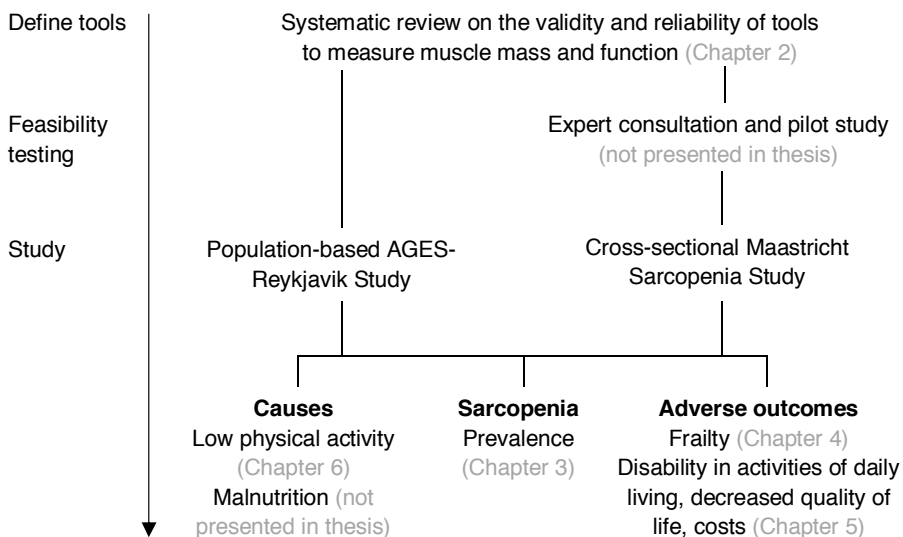 Define tools
Systematic review on the validity and reliability of tools
to measure muscle mass and function (Chapter 2)
Feasibility
testing
Expert consultation and pilot study
(not presented in thesis)
Study
Population-based AGES-
Reykjavik Study
Cross-sectional Maastricht
Sarcopenia Study
Causes
Low physical activity
(Chapter 6)
Malnutrition (not
presented in thesis)
Sarcopenia
Prevalence
(Chapter 3)
Adverse outcomes
Frailty (Chapter 4)
Disability in activities of daily
living, decreased quality of
life, costs (Chapter 5)